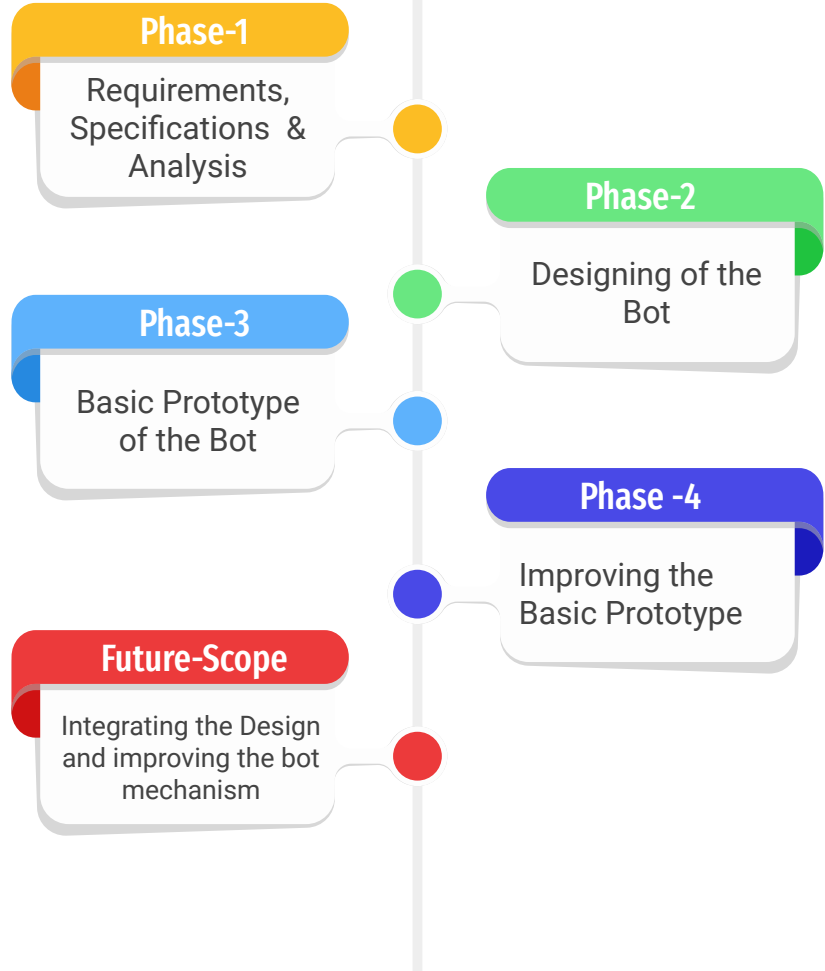 Phase-1
Requirements,
Specifications & 
Analysis
Phase-2
Designing of the
Bot
Phase-3
Basic Prototype
of the Bot
Phase -4
Improving the
Basic Prototype
Future-Scope
Integrating the Design
and improving the bot
mechanism